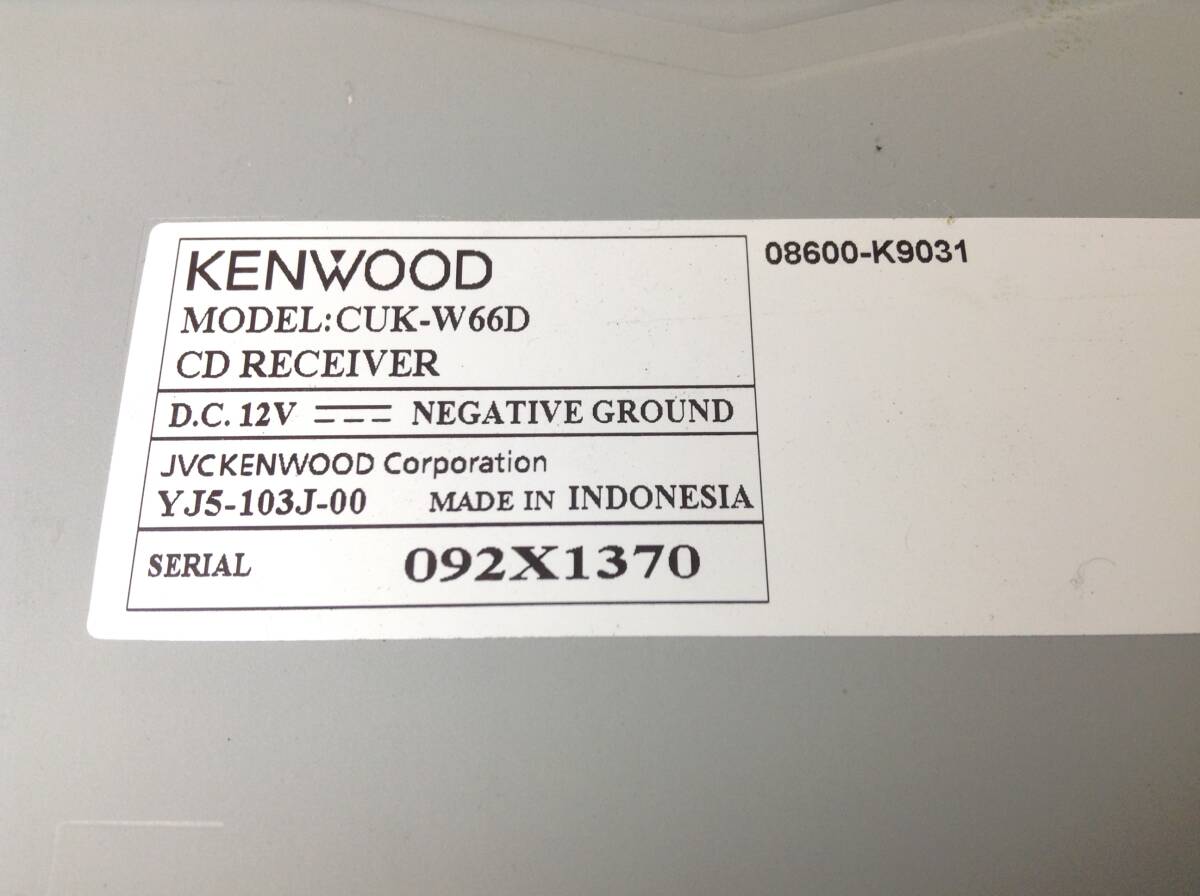 KENWOOD
MODEL:CUK-W66D
CD RECEIVER
D.C. 12V NEGATIVE GROUND
JVCKENWOOD Corporation
YJ5-103J-00 MADE IN INDONESIA
SERIAL 092X1370
08600-K9031